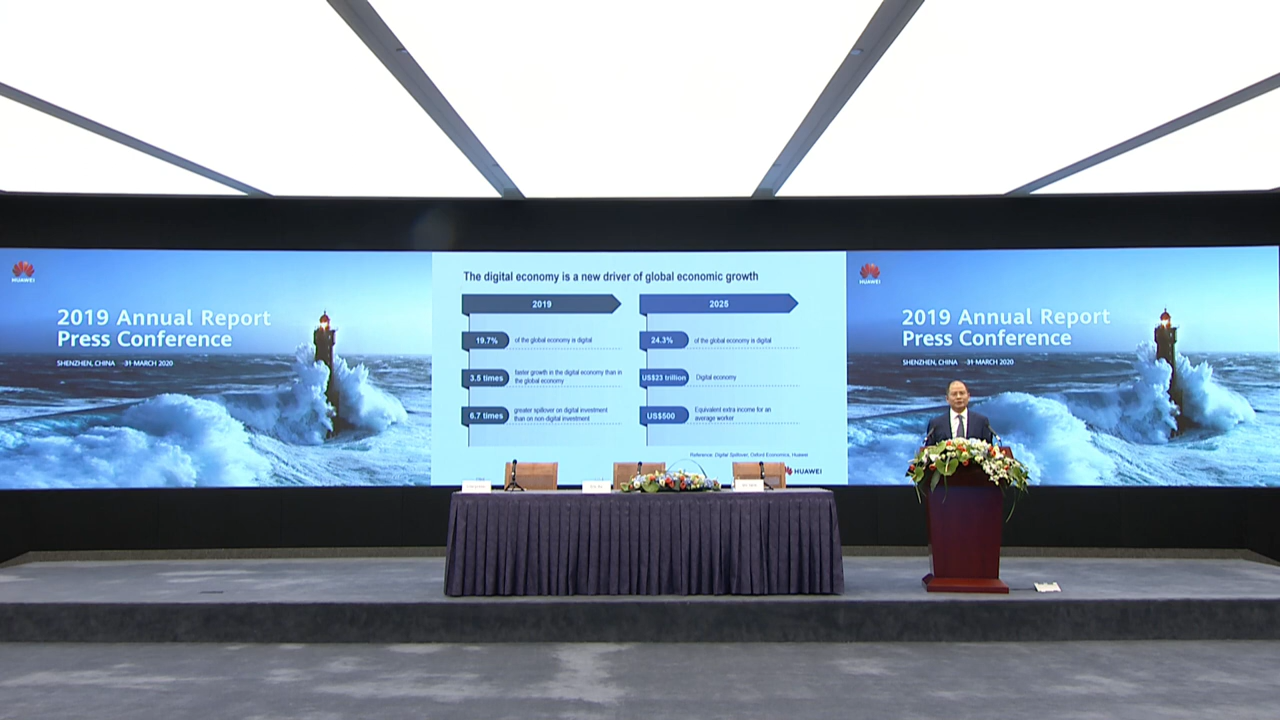 HUAWEI
2019 Annual Report
Press Conference
SHENZHEN, CHINA -31 MARCH 2020
The digital economy is a new driver of global economic growth
2019
19.7%
of the global economy is digital
3.5 times
faster growth in the digital economy than in
the global economy
6.7 times
greater spillover on digital investment
than on non-digital investment
2025
24.3%
of the global economy is digital
US$23 trillion
Digital economy
US$500
Equivalent extra income for an
average worker
Reference: Digital Spillover, Oxford Economics, Huawei
HUAWEI
HUAWEI
2019 Annual Report
Press Conference
SHENZHEN, CHINA -31 MARCH 2020